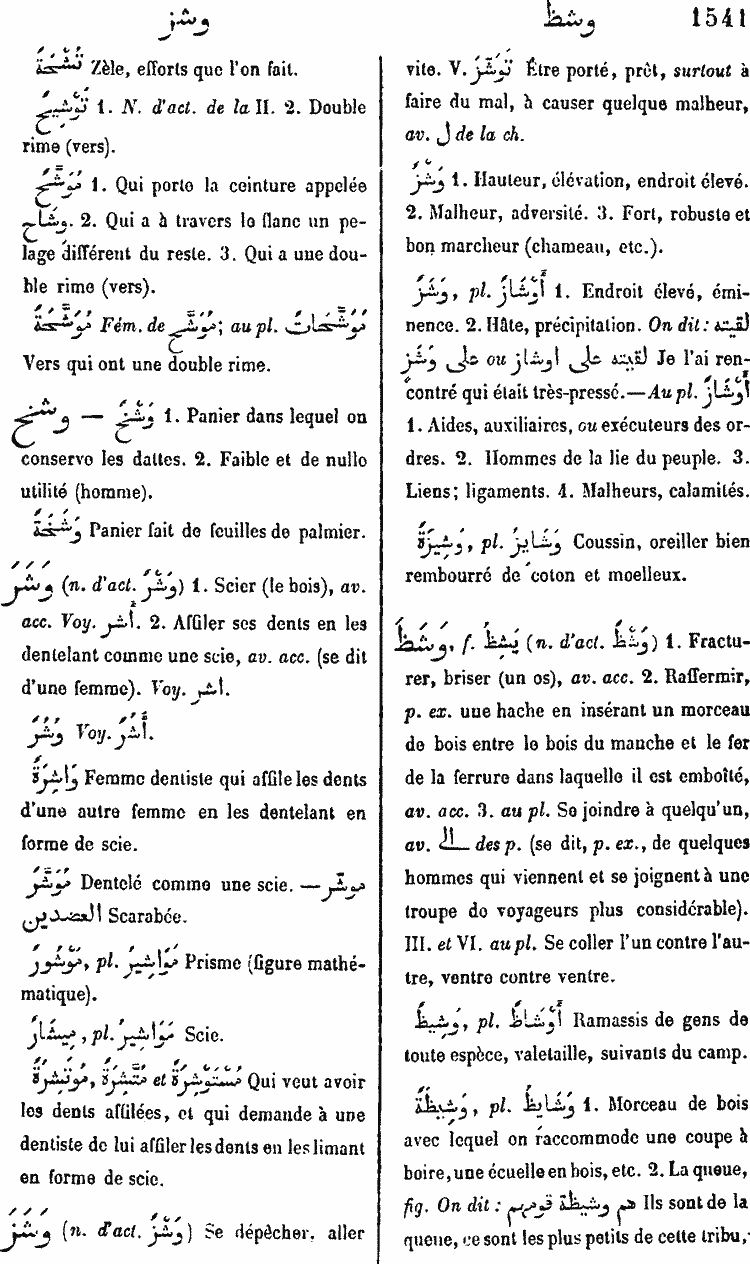 وشز وشظ 1541
تَشْحَةٌ Zèle, efforts que l'on fait.
تَوْشِيحٌ 1. N. d'act. de la II. 2. Double
rime (vers).
مُوَشَّحٌ 1. Qui porte la ceinture appelée
وشَاح. 2. Qui a à travers le flanc un pe-
lage différent du reste. 3. Qui a une dou-
ble rime (vers).
مُوَشَّحَةٌ Fém. de مُوَشَّحٌ; au pl. مُوَشَّحَاتٌ
Vers qui ont une double rime.
وشخ — وَشْخٌ 1. Panier dans lequel on
conserve les dattes. 2. Faible et de nulle
utilité (homme).
وَشَخَةٌ Panier fait de feuilles de palmier.
وَشَرَ (n. d'act. وَشْرٌ) 1. Scier (le bois), av.
acc. Voy. أشر. 2. Affiler ses dents en les
dentelant comme une scie, av. acc. (se dit
d'une femme). Voy. اشر.
وُشُرٌ Voy. أُشُرٌ.
وَاشِرَةٌ Femme dentiste qui affile les dents
d'une autre femme en les dentelant en
forme de scie.
مُوَشَّرٌ Dentelé comme une scie. — موشّر
العضدين Scarabée.
مَوْشُورٌ, pl. مَوَاشِيرُ Prisme (figure mathé-
matique).
مِيشَارٌ, pl. مَوَاشِيرُ Scie.
مُوتَشِرَةٌ, مُتَّشِرَةٌ et مُسْتَوْشِرَةٌ Qui veut avoir
les dents affilées, et qui demande à une
dentiste de lui affiler les dents en les limant
en forme de scie.
وَشَزَ (n. d'act. وَشْزٌ) Se dépêcher, aller
vite. V. تَوَشَّزَ Être porté, prêt, surtout à
faire du mal, à causer quelque malheur,
av. ل de la ch.
وَشْزٌ 1. Hauteur, élévation, endroit élevé.
2. Malheur, adversité. 3. Fort, robuste et
bon marcheur (chameau, etc.).
وَشَزٌ, pl. أَوْشَازٌ 1. Endroit élevé, émi-
nence. 2. Hâte, précipitation. On dit: لقيته
على وَشَزٍ ou لقيته على اوشاز Je l'ai ren-
contré qui était très-pressé. — Au pl. أَوْشَازٌ
1. Aides, auxiliaires, ou exécuteurs des or-
dres. 2. Hommes de la lie du peuple. 3.
Liens; ligaments. 4. Malheurs, calamités.
وَشِيزَةٌ, pl. وَشَايِزُ Coussin, oreiller bien
rembourré de coton et moelleux.
وَشَظَ, f. يَشِظُ (n. d'act. وَشْظٌ) 1. Fractu-
rer, briser (un os), av. acc. 2. Raffermir,
p. ex. une hache en insérant un morceau
de bois entre le bois du manche et le fer
de la ferrure dans laquelle il est emboîté,
av. acc. 3. au pl. Se joindre à quelqu'un,
av. الى des p. (se dit, p. ex., de quelques
hommes qui viennent et se joignent à une
troupe de voyageurs plus considérable).
III. et VI. au pl. Se coller l'un contre l'au-
tre, ventre contre ventre.
وَشِيظٌ, pl. أَوْشَاظٌ Ramassis de gens de
toute espèce, valetaille, suivants du camp.
وَشِيظَةٌ, pl. وَشَايِظُ 1. Morceau de bois
avec lequel on raccommode une coupe à
boire, une écuelle en bois, etc. 2. La queue,
fig. On dit: هم وشيظة قومهم Ils sont de la
queue, ce sont les plus petits de cette tribu,